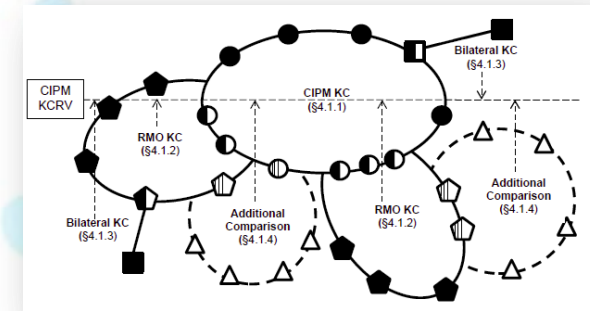 Bilateral KC
(§4.1.3)
CIPM
KCRV
CIPM KC
(§4.1.1)
RMO KC
(§4.1.2)
Bilateral KC
(§4.1.3)
Additional
Comparison
(§4.1.4)
RMO KC
(§4.1.2)
Additional
Comparison
(§4.1.4)